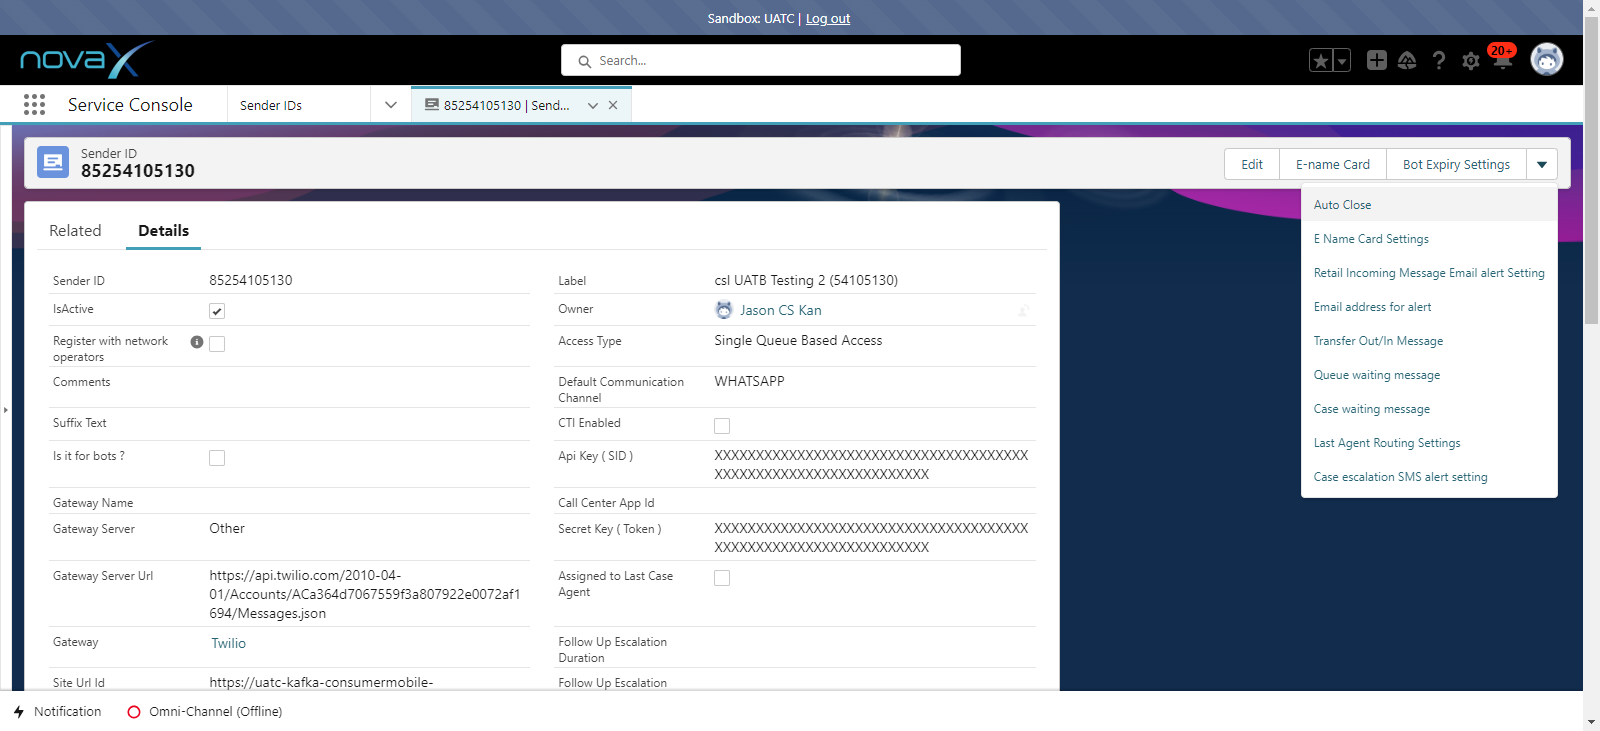 Sandbox: UATC | Log out
novaX
Search...
20+
Service Console
Sender IDs
85254105130 | Send...
Sender ID
85254105130
Edit
E-name Card
Bot Expiry Settings
Auto Close
E Name Card Settings
Retail Incoming Message Email alert Setting
Email address for alert
Transfer Out/In Message
Queue waiting message
Case waiting message
Last Agent Routing Settings
Case escalation SMS alert setting
Related
Details
Sender ID
85254105130
Label
csl UATB Testing 2 (54105130)
IsActive
Owner
Jason CS Kan
Register with network
operators
Access Type
Single Queue Based Access
Comments
Default Communication
Channel
WHATSAPP
Suffix Text
CTI Enabled
Is it for bots ?
Api Key ( SID )
XXXXXXXXXXXXXXXXXXXXXXXXXXXXXXXXXXXXXX
XXXXXXXXXXXXXXXXXXXXXXXXXX
Gateway Name
Call Center App Id
Gateway Server
Other
Secret Key ( Token )
XXXXXXXXXXXXXXXXXXXXXXXXXXXXXXXXXXXXXX
XXXXXXXXXXXXXXXXXXXXXXXXXX
Gateway Server Url
https://api.twilio.com/2010-04-
01/Accounts/ACa364d7067559f3a807922e0072af1
694/Messages.json
Assigned to Last Case
Agent
Gateway
Twilio
Follow Up Escalation
Duration
Site Url Id
https://uatc-kafka-consumermobile-
Follow Up Escalation
Notification
Omni-Channel (Offline)